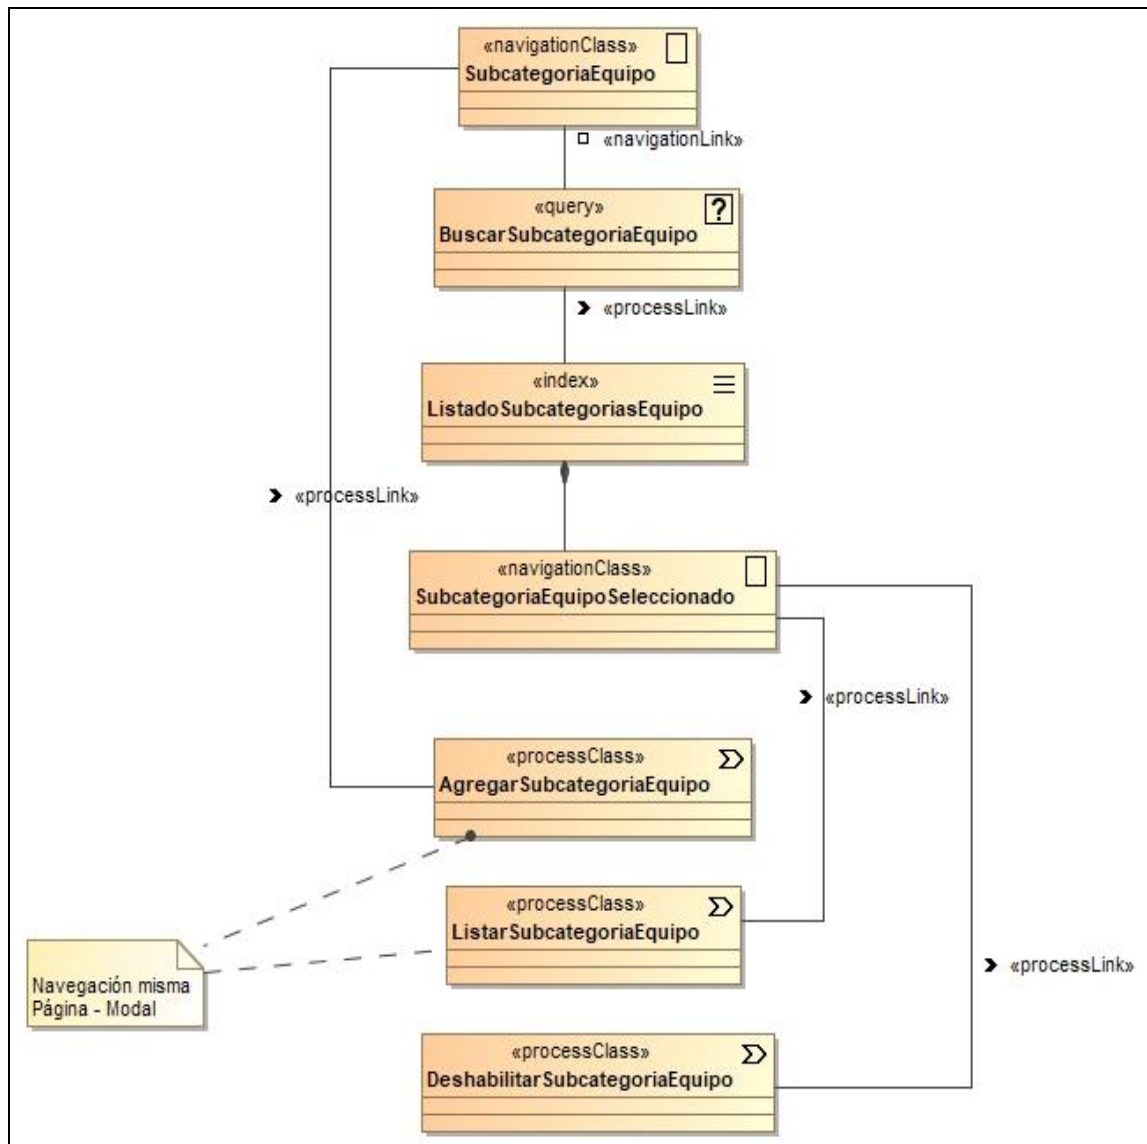 «navigationClass»
SubcategoriaEquipo
«navigationLink»
«query»
?
BuscarSubcategoriaEquipo
«processLink»
«index»
ListadoSubcategoriasEquipo
«processLink»
«navigationClass»
SubcategoriaEquipoSeleccionado
«processLink»
«processClass»
AgregarSubcategoriaEquipo
«processClass»
ListarSubcategoriaEquipo
Navegación misma
Página - Modal
«processLink»
«processClass»
DeshabilitarSubcategoriaEquipo